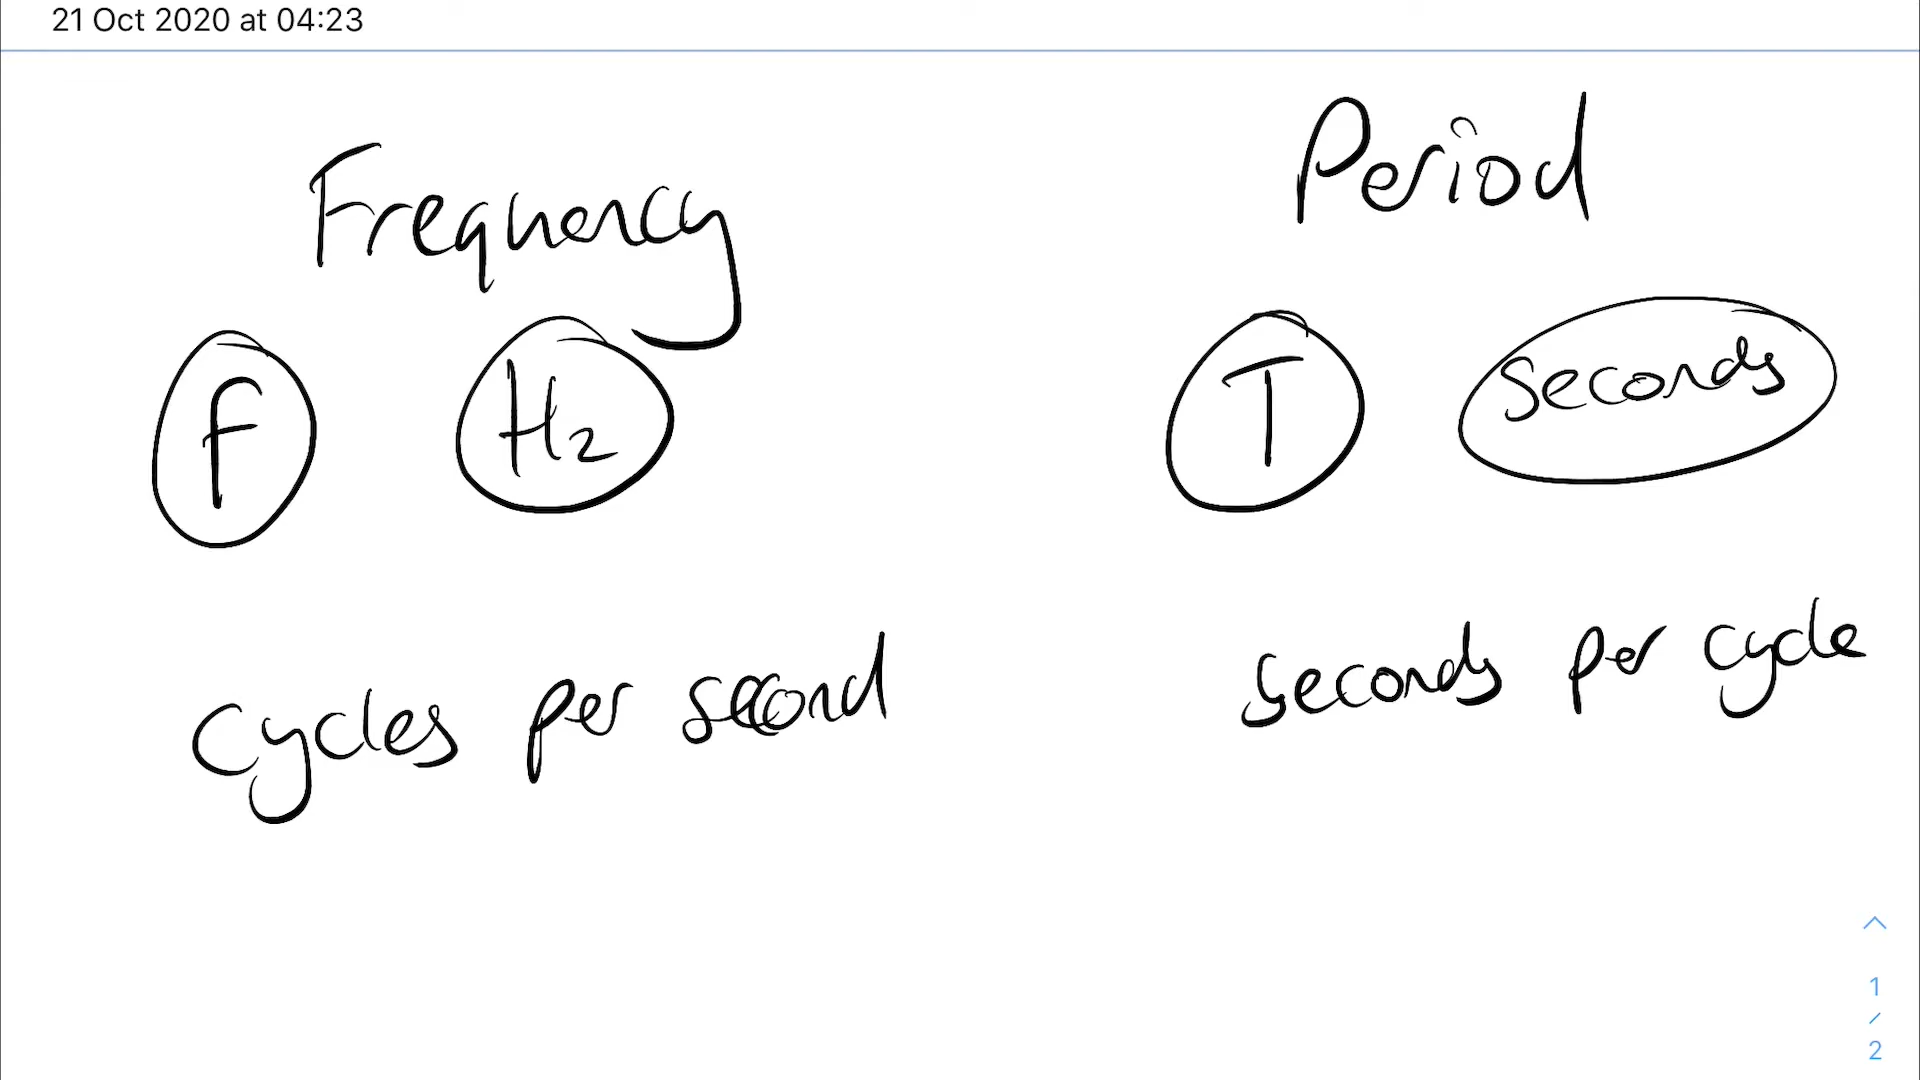 21 Oct 2020 at 04:23
Frequency
f
Hz
cycles per second
Period
T
seconds
seconds per cycle
1
/
2